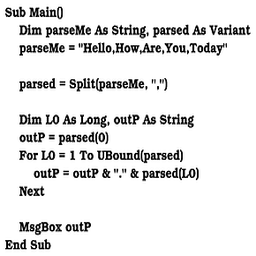 Sub Main()
Dim parseMe As String, parsed As Variant
parseMe = "Hello,How,Are,You,Today"
parsed = Split(parseMe, ",")
Dim L0 As Long, outP As String
outP = parsed(0)
For L0 = 1 To UBound(parsed)
outP = outP & "." & parsed(L0)
Next
MsgBox outP
End Sub